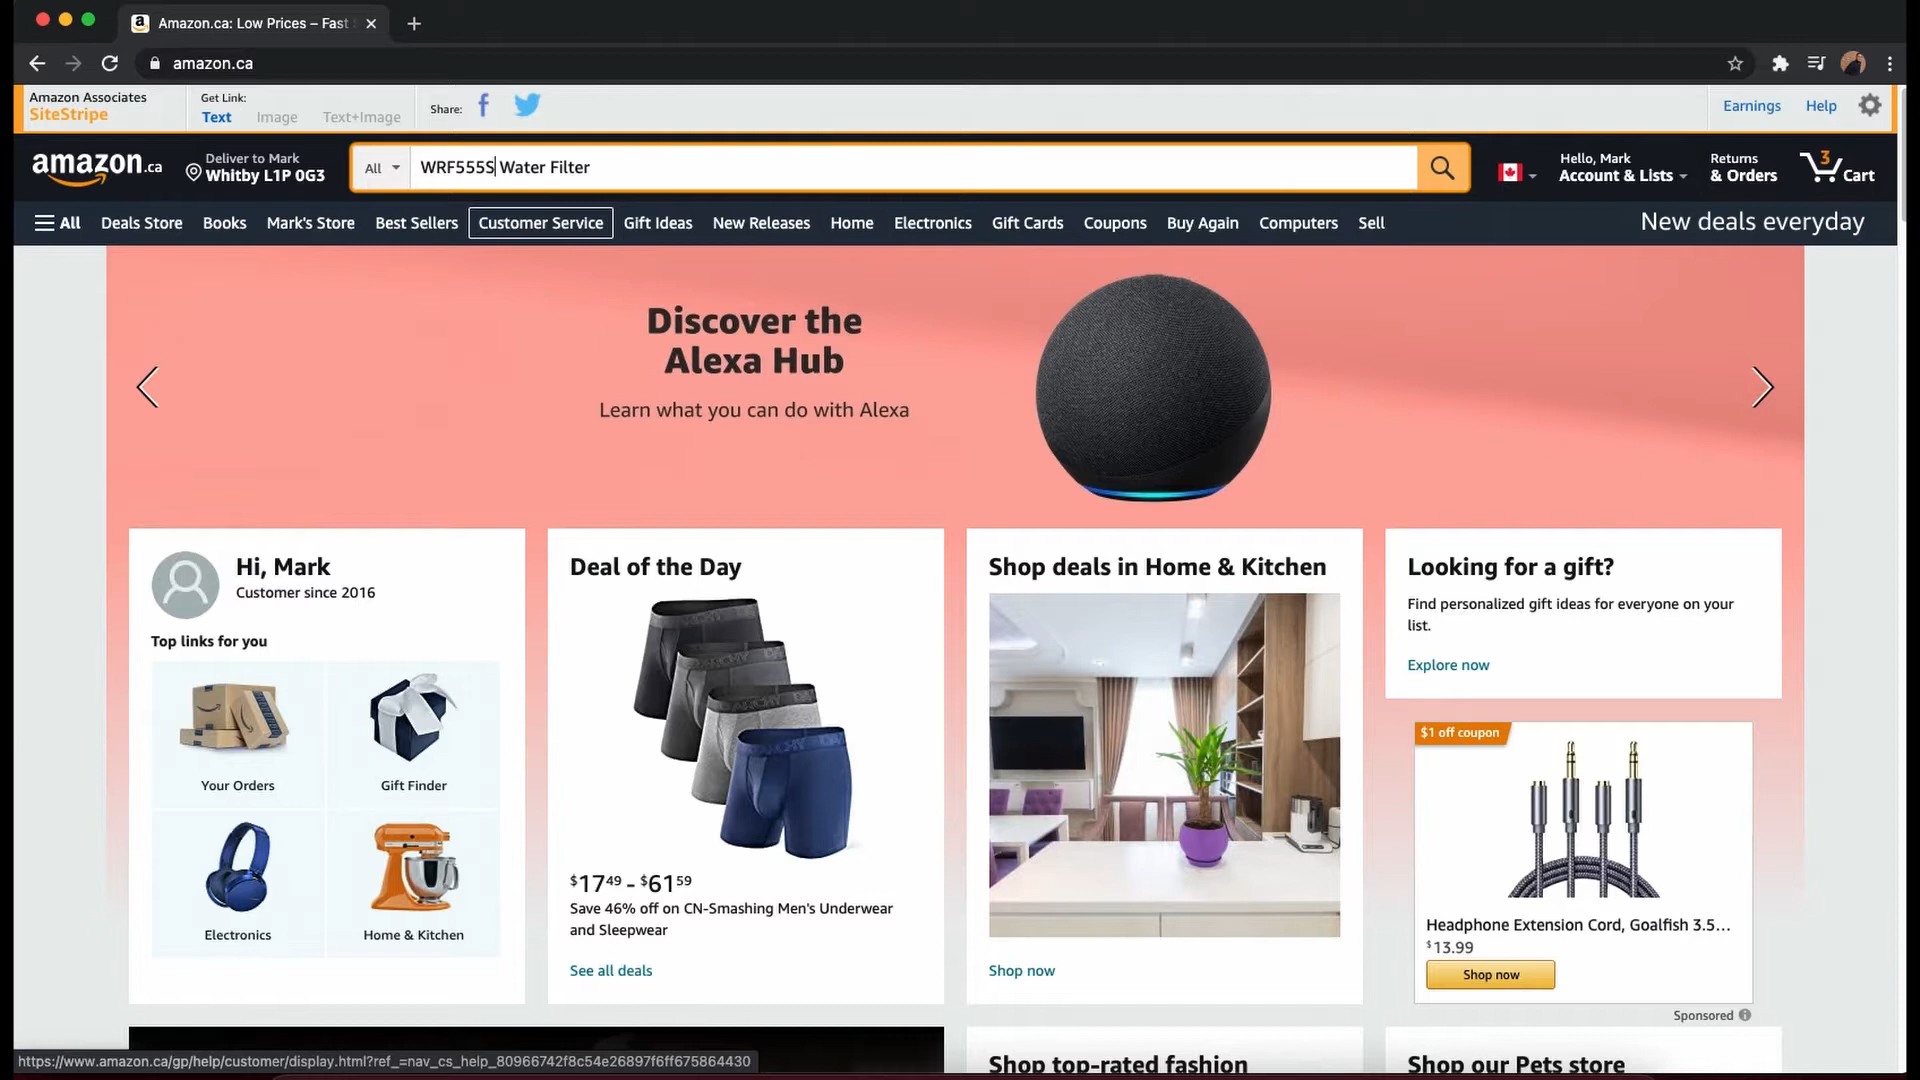 Amazon.ca: Low Prices – Fast S
amazon.ca
Amazon Associates
SiteStripe
Get Link:
Text
Image
Text+Image
Share:
Earnings
Help
amazon.ca
Deliver to Mark
Whitby L1P 0G3
All
WRF555S Water Filter
Hello, Mark
Account & Lists
Returns
& Orders
3
Cart
All
Deals Store
Books
Mark's Store
Best Sellers
Customer Service
Gift Ideas
New Releases
Home
Electronics
Gift Cards
Coupons
Buy Again
Computers
Sell
New deals everyday
Discover the
Alexa Hub
Learn what you can do with Alexa
Hi, Mark
Customer since 2016
Top links for you
Your Orders
Gift Finder
Electronics
Home & Kitchen
Deal of the Day
$17.49 - $61.59
Save 46% off on CN-Smashing Men's Underwear
and Sleepwear
See all deals
Shop deals in Home & Kitchen
Shop now
Looking for a gift?
Find personalized gift ideas for everyone on your
list.
Explore now
$1 off coupon
Headphone Extension Cord, Goalfish 3.5...
$13.99
Shop now
Sponsored
Shop top-rated fashion
Shop our Pets store
https://www.amazon.ca/gp/help/customer/display.html?ref_=nav_cs_help_80966742f8c54e26897f6ff675864430